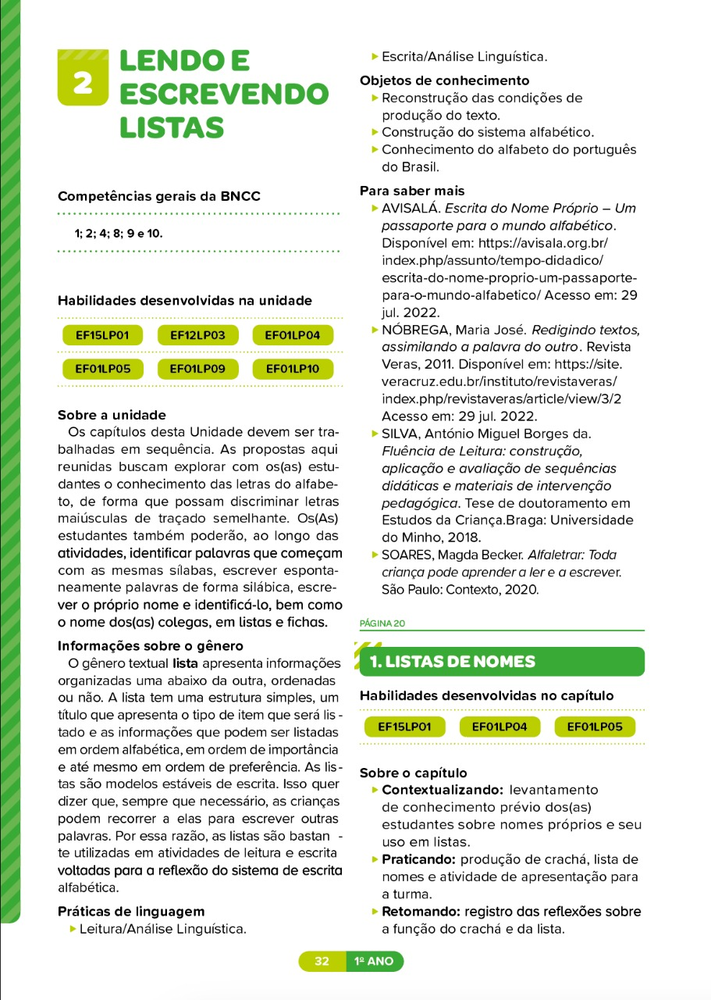 2
LENDO E
ESCREVENDO
LISTAS
Competências gerais da BNCC
1; 2; 4; 8; 9 e 10.
Habilidades desenvolvidas na unidade
EF15LP01 EF12LP03 EF01LP04
EF01LP05 EF01LP09 EF01LP10
Sobre a unidade
Os capítulos desta Unidade devem ser tra-
balhadas em sequência. As propostas aqui
reunidas buscam explorar com os(as) estu-
dantes o conhecimento das letras do alfabe-
to, de forma que possam discriminar letras
maiúsculas de traçado semelhante. Os(As)
estudantes também poderão, ao longo das
atividades, identificar palavras que começam
com as mesmas sílabas, escrever espont-
neamente palavras de forma silábica, escre-
ver o próprio nome e identificá-lo, bem como
o nome dos(as) colegas, em listas e fichas.
Informações sobre o gênero
O gênero textual lista apresenta informações
organizadas uma abaixo da outra, ordenadas
ou não. A lista tem uma estrutura simples, um
título que apresenta o tipo de item que será lis-
tado e as informações que podem ser listadas
em ordem alfabética, em ordem de importância
e até mesmo em ordem de preferência. As lis-
tas são modelos estáveis de escrita. Isso quer
dizer que, sempre que necessário, as crianças
podem recorrer a elas para escrever outras
palavras. Por essa razão, as listas são bastan -
te utilizadas em atividades de leitura e escrita
voltadas para a reflexão do sistema de escrita
alfabética.
Práticas de linguagem
Leitura/Análise Linguística.
Escrita/Análise Linguística.
Objetos de conhecimento
Reconstrução das condições de
produção do texto.
Construção do sistema alfabético.
Conhecimento do alfabeto do português
do Brasil.
Para saber mais
AVISALÁ. Escrita do Nome Próprio – Um
passaporte para o mundo alfabético.
Disponível em: https://avisala.org.br/
index.php/assunto/tempo-didadico/
escrita-do-nome-proprio-um-passaporte-
para-o-mundo-alfabetico/ Acesso em: 29
jul. 2022.
NÓBREGA, Maria José. Redigindo textos,
assimilando a palavra do outro. Revista
Veras, 2011. Disponível em: https://site.
veracruz.edu.br/instituto/revistaveras/
index.php/revistaveras/article/view/3/2
Acesso em: 29 jul. 2022.
SILVA, António Miguel Borges da.
Fluência de Leitura: construção,
aplicação e avaliação de sequências
didáticas e materiais de intervenção
pedagógica. Tese de doutoramento em
Estudos da Criança.Braga: Universidade
do Minho, 2018.
SOARES, Magda Becker. Alfaletrar: Toda
criança pode aprender a ler e a escrever.
São Paulo: Contexto, 2020.
PÁGINA 20
1. LISTAS DE NOMES
Habilidades desenvolvidas no capítulo
EF15LP01 EF01LP04 EF01LP05
Sobre o capítulo
Contextualizando: levantamento
de conhecimento prévio dos(as)
estudantes sobre nomes próprios e seu
uso em listas.
Praticando: produção de crachá, lista de
nomes e atividade de apresentação para
a turma.
Retomando: registro das reflexões sobre
a função do crachá e da lista.
32 1º ANO